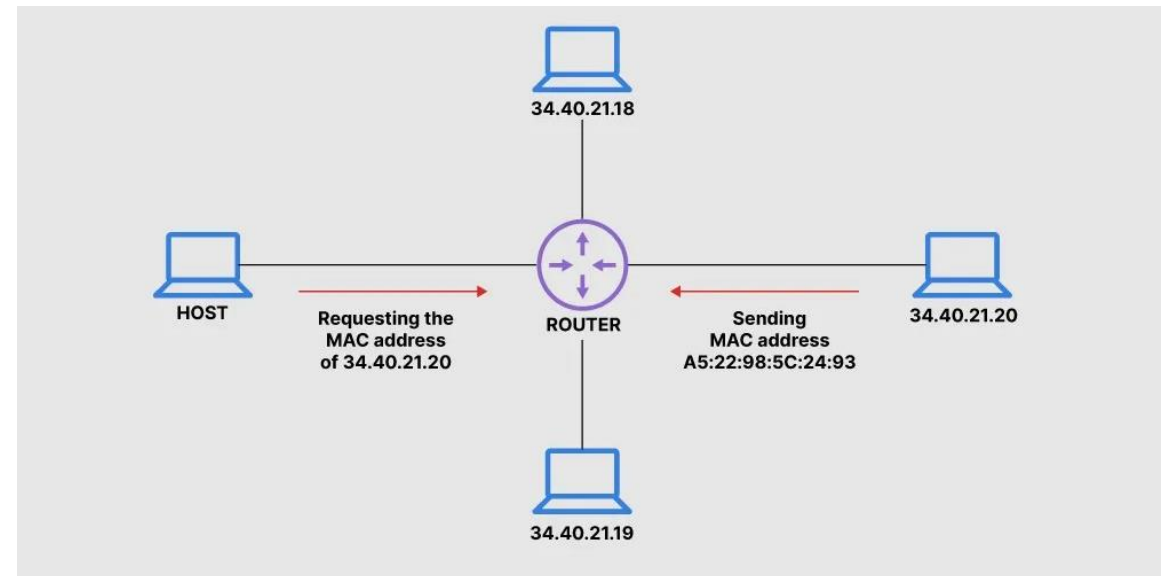 34.40.21.18
HOST
Requesting the
MAC address
of 34.40.21.20
ROUTER
Sending
MAC address
A5:22:98:5C:24:93
34.40.21.20
34.40.21.19